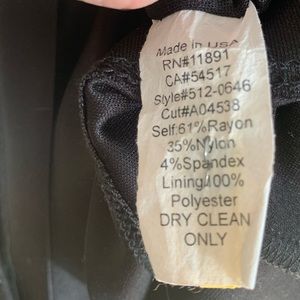 Made in USA
RN#11891
CA#54517
Style#512-0646
Cut#A04538
Self:61%Rayon
35%Nylon
4%Spandex
Lining:100%
Polyester
DRY CLEAN
ONLY